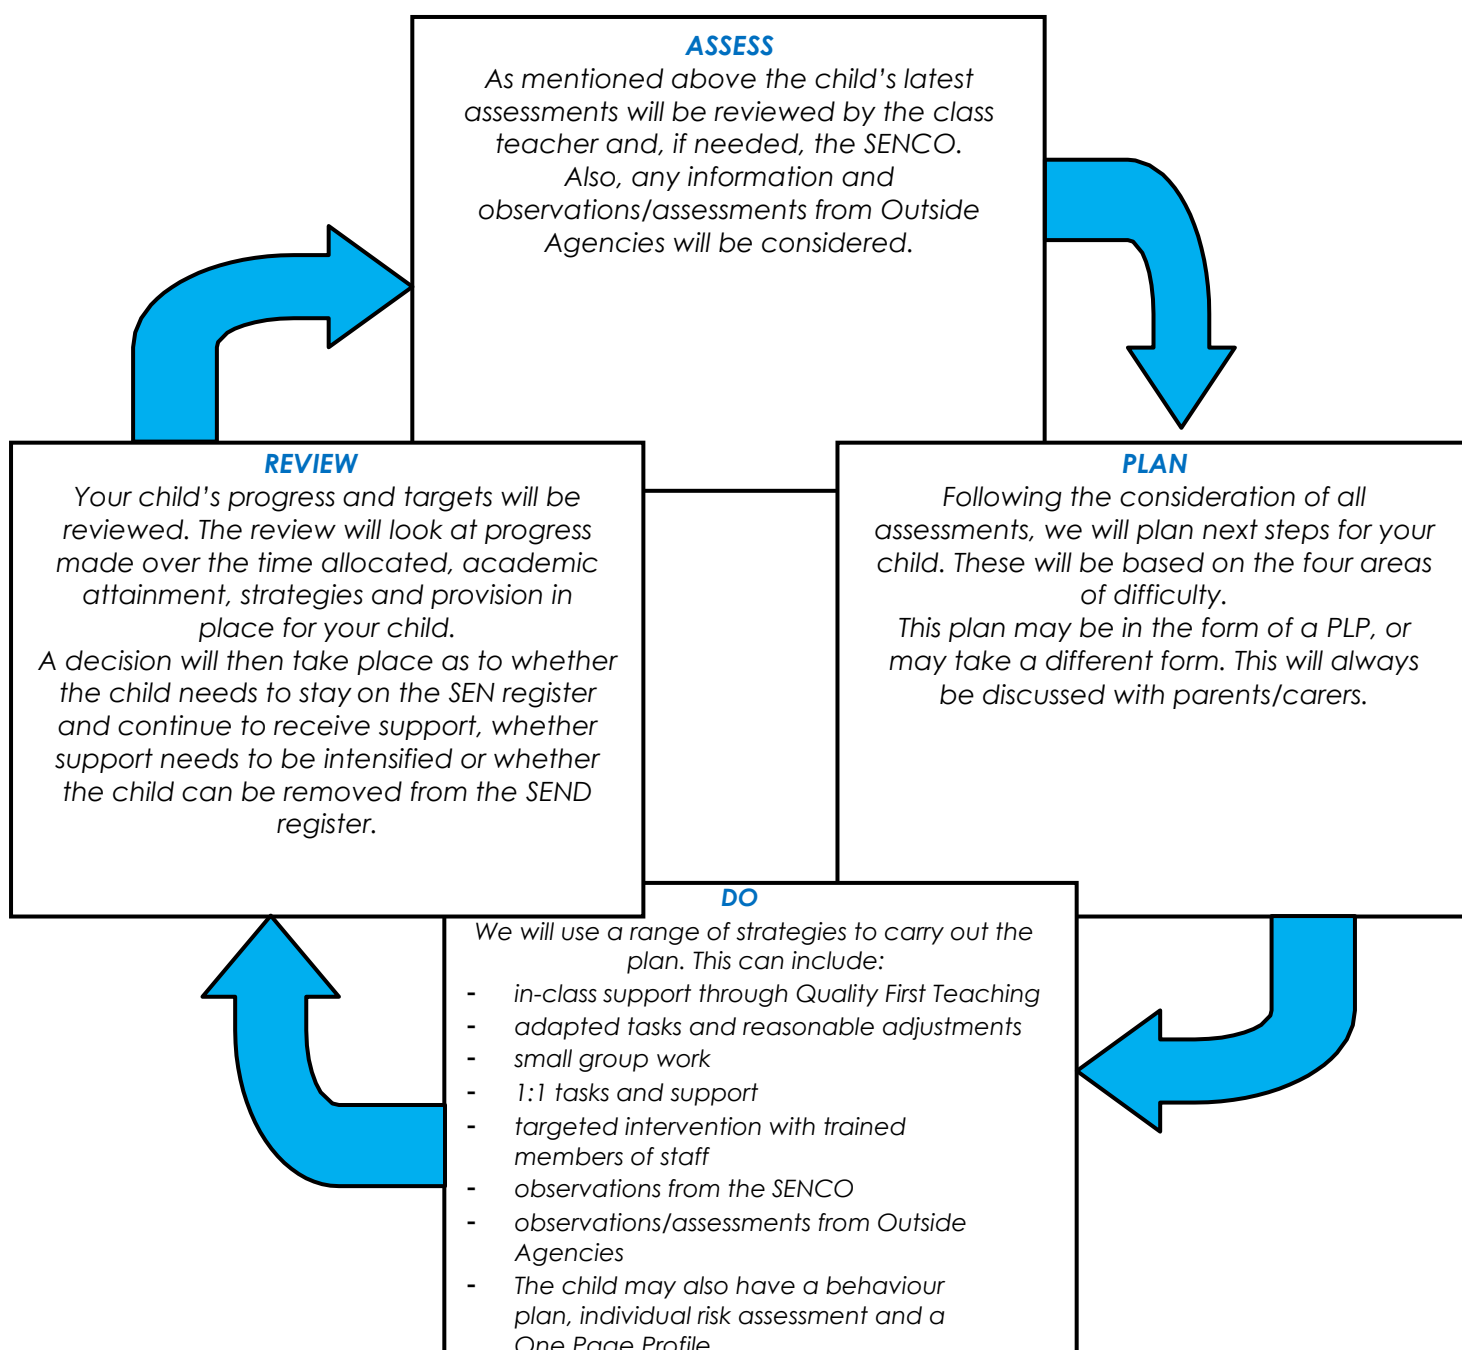 ASSESS
As mentioned above the child’s latest
assessments will be reviewed by the class
teacher and, if needed, the SENCO.
Also, any information and
observations/assessments from Outside
Agencies will be considered.
PLAN
Following the consideration of all
assessments, we will plan next steps for your
child. These will be based on the four areas
of difficulty.
This plan may be in the form of a PLP, or
may take a different form. This will always
be discussed with parents/carers.
DO
We will use a range of strategies to carry out the
plan. This can include:
- in-class support through Quality First Teaching
- adapted tasks and reasonable adjustments
- small group work
- 1:1 tasks and support
- targeted intervention with trained
members of staff
- observations from the SENCO
- observations/assessments from Outside
Agencies
- The child may also have a behaviour
plan, individual risk assessment and a
One Page Profile
REVIEW
Your child’s progress and targets will be
reviewed. The review will look at progress
made over the time allocated, academic
attainment, strategies and provision in
place for your child.
A decision will then take place as to whether
the child needs to stay on the SEN register
and continue to receive support, whether
support needs to be intensified or whether
the child can be removed from the SEND
register.